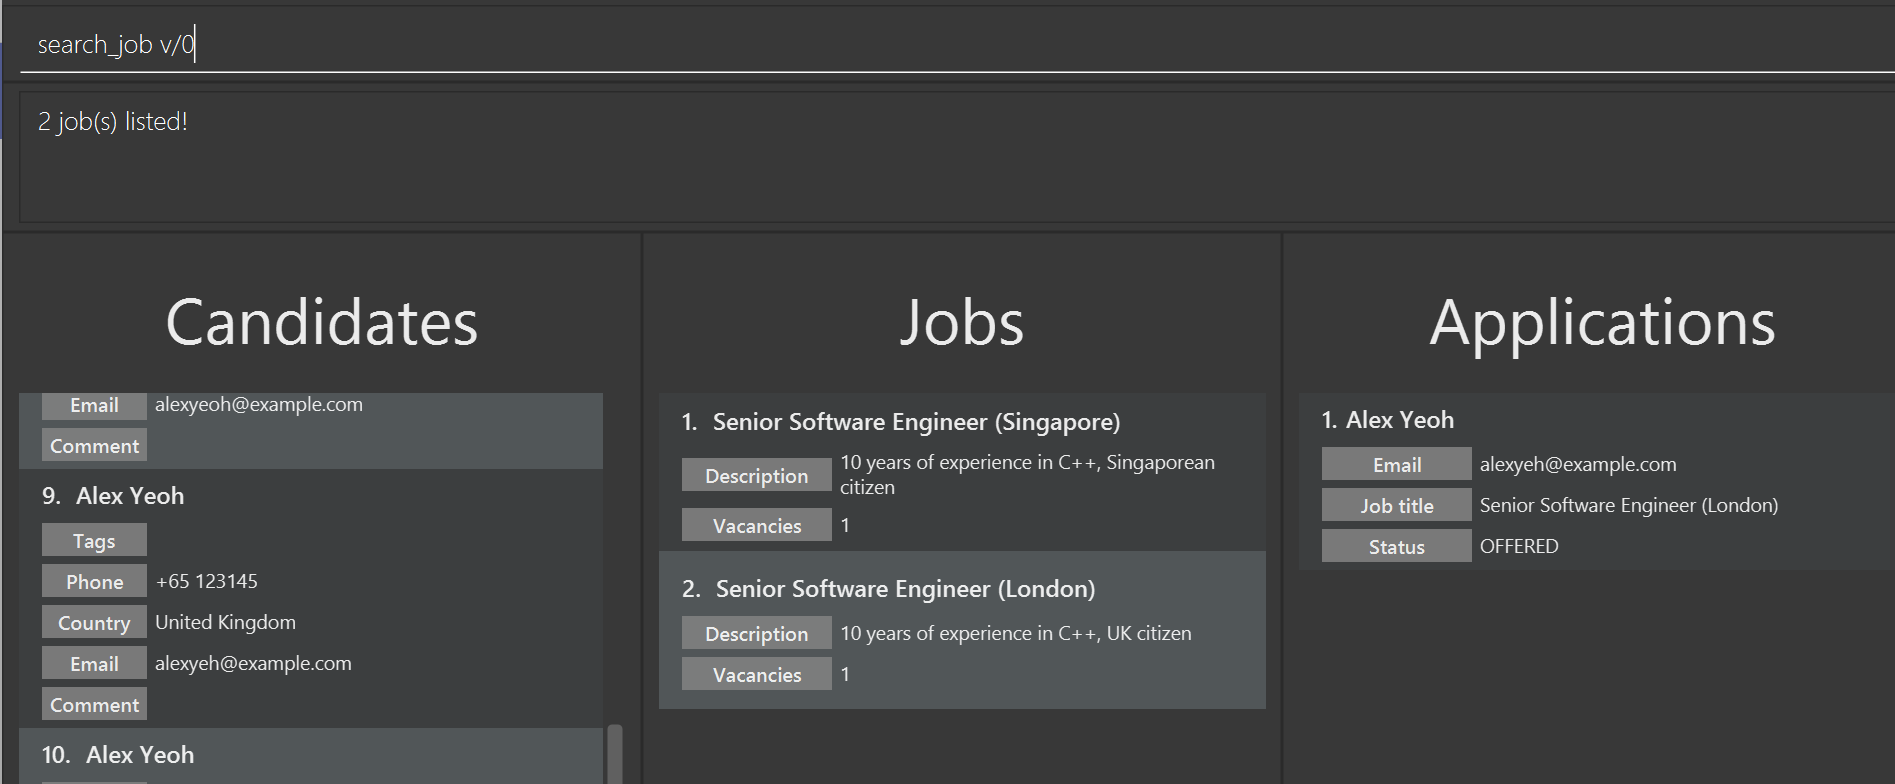 search_job v/0
2 job(s) listed!
Candidates
Email alexyeoh@example.com
Comment
9. Alex Yeoh
Tags
Phone +65 123145
Country United Kingdom
Email alexyeh@example.com
Comment
10. Alex Yeoh
Jobs
1. Senior Software Engineer (Singapore)
Description 10 years of experience in C++, Singaporean
citizen
Vacancies 1
2. Senior Software Engineer (London)
Description 10 years of experience in C++, UK citizen
Vacancies 1
Applications
1. Alex Yeoh
Email alexyeh@example.com
Job title Senior Software Engineer (London)
Status OFFERED